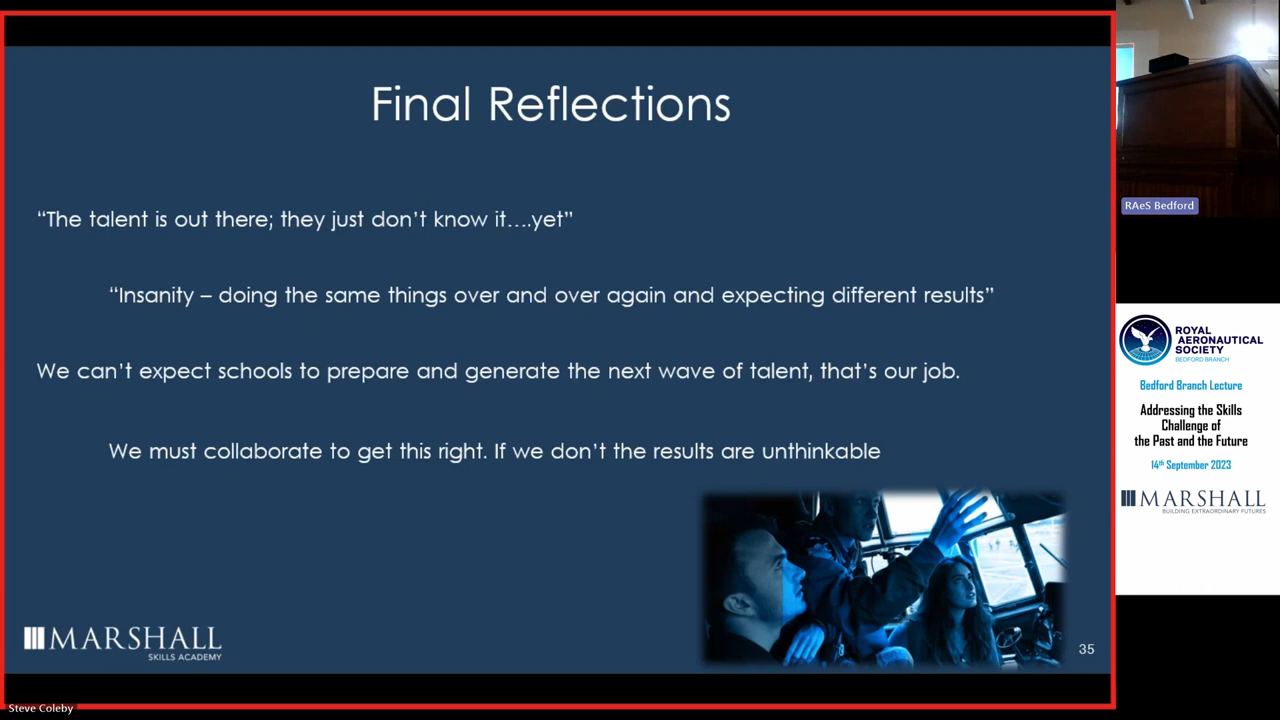 Final Reflections
“The talent is out there; they just don’t know it….yet”
“Insanity – doing the same things over and over again and expecting different results”
We can’t expect schools to prepare and generate the next wave of talent, that’s our job.
We must collaborate to get this right. If we don’t the results are unthinkable
MARSHALL
SKILLS ACADEMY
35
Steve Coleby
RAeS Bedford
ROYAL
AERONAUTICAL
SOCIETY
BEDFORD BRANCH
Bedford Branch Lecture
Addressing the Skills
Challenge of
the Past and the Future
14th September 2023
MARSHALL
BUILDING EXTRAORDINARY FUTURES